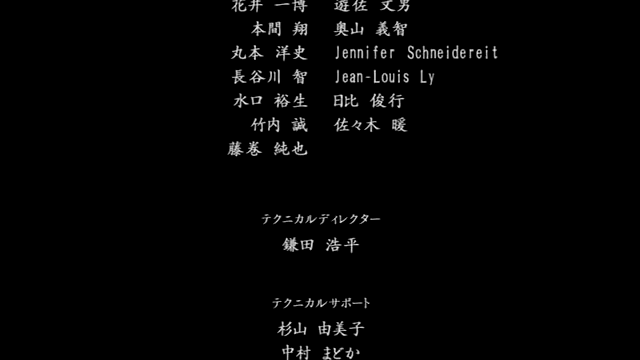 花井 一博 遊佐 文男
本間 翔 奥山 義智
丸本 洋史 Jennifer Schneidereit
長谷川 智 Jean-Louis Ly
水口 裕生 日比 俊行
竹内 誠 佐々木 暖
藤巻 純也
テクニカルディレクター
鎌田 浩平
テクニカルサポート
杉山 由美子
中村 まどか